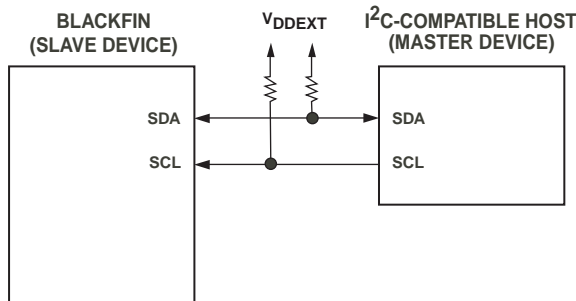 BLACKFIN
(SLAVE DEVICE)
VDDEXT
I²C-COMPATIBLE HOST
(MASTER DEVICE)
SDA
SDA
SCL
SCL